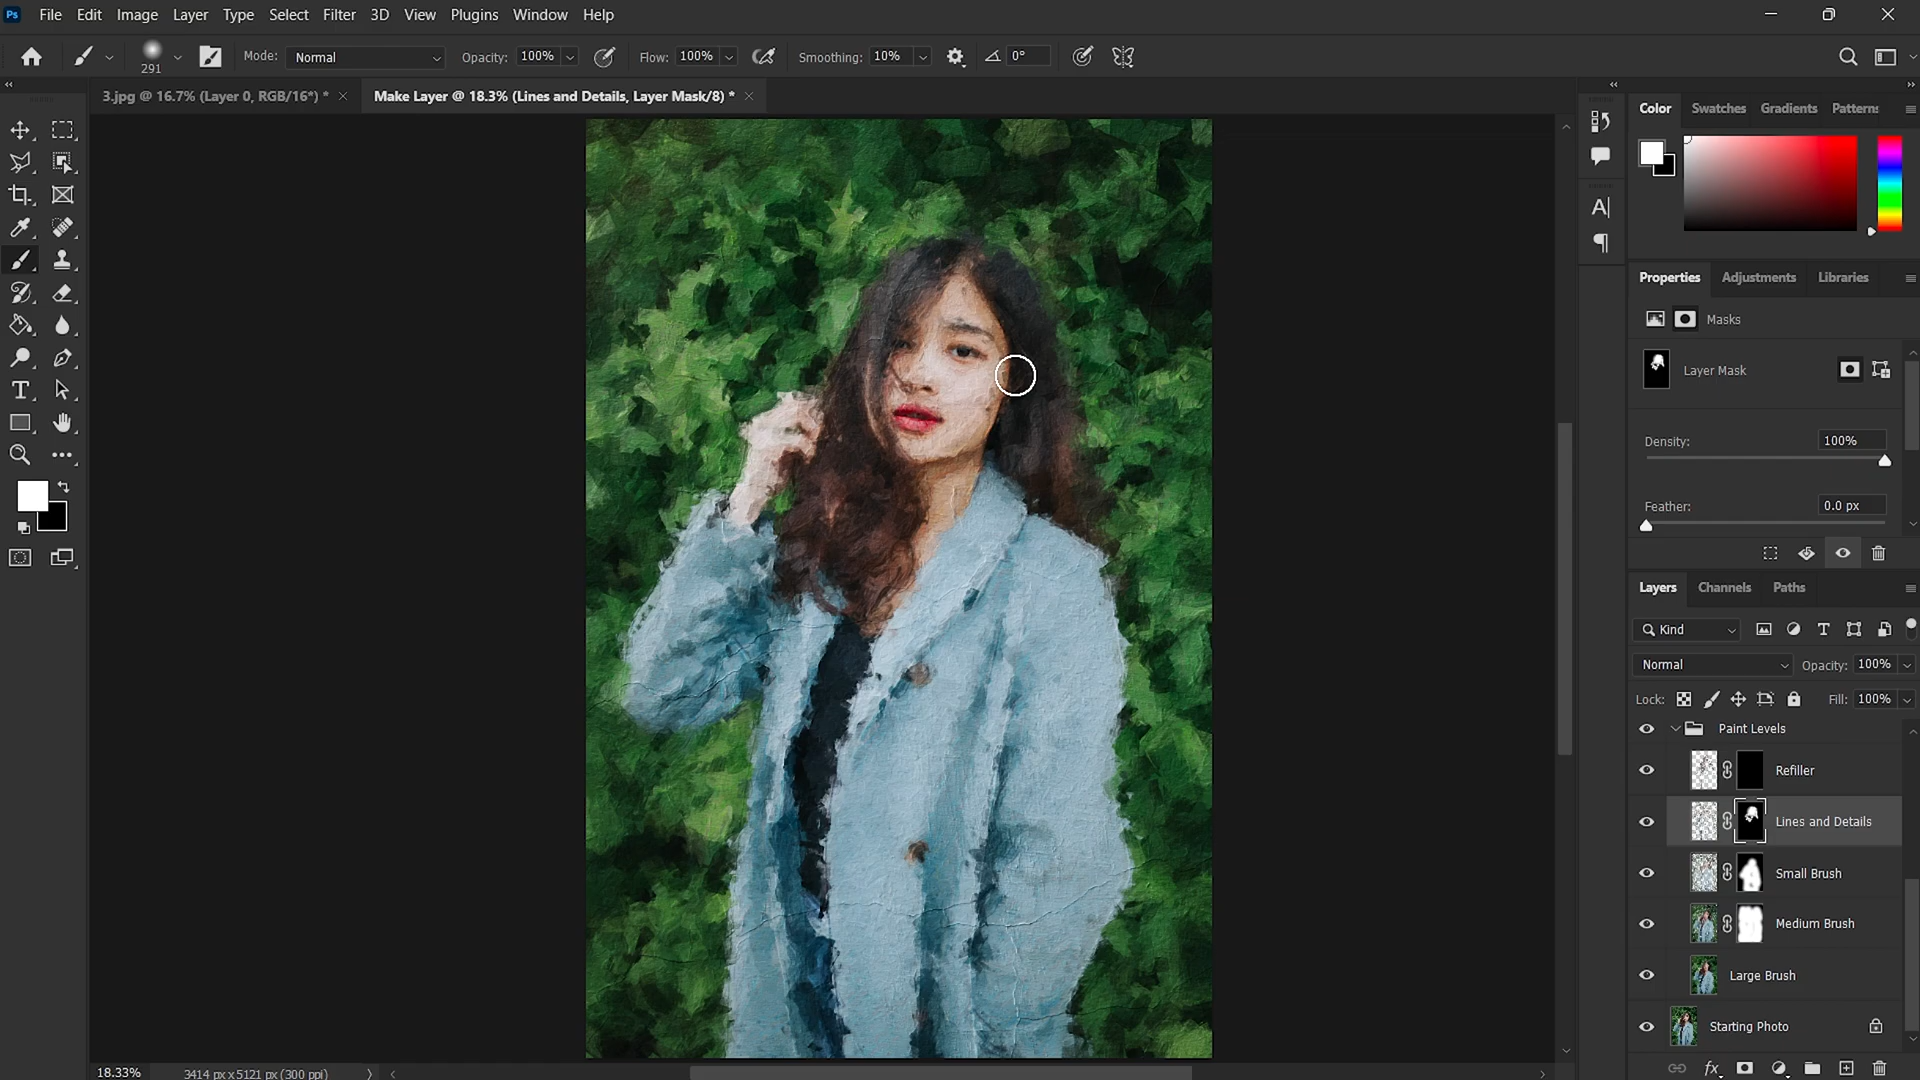 Ps File Edit Image Layer Type Select Filter 3D View Plugins Window Help
291 Mode: Normal Opacity: 100% Flow: 100% Smoothing: 10% 0°
3.jpg @ 16.7% (Layer 0, RGB/16*) * Make Layer @ 18.3% (Lines and Details, Layer Mask/8) *
Color Swatches Gradients Patterns
Properties Adjustments Libraries
Masks
Layer Mask
Density: 100%
Feather: 0.0 px
Layers Channels Paths
Kind
Normal Opacity: 100%
Lock: Fill: 100%
Paint Levels
Refiller
Lines and Details
Small Brush
Medium Brush
Large Brush
Starting Photo
fx
18.33% 3414 px x 5121 px (300 ppi)